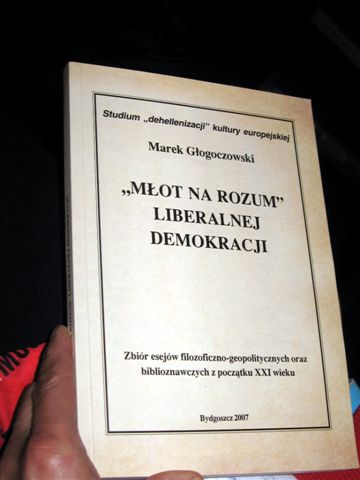 Studium „dehellenizacji" kultury europejskiej
Marek Głogoczowski
„MŁOT NA ROZUM"
LIBERALNEJ
DEMOKRACJI
Zbiór esejów filozoficzno-geopolitycznych oraz
biblioznawczych z początku XXI wieku
Bydgoszcz 2007